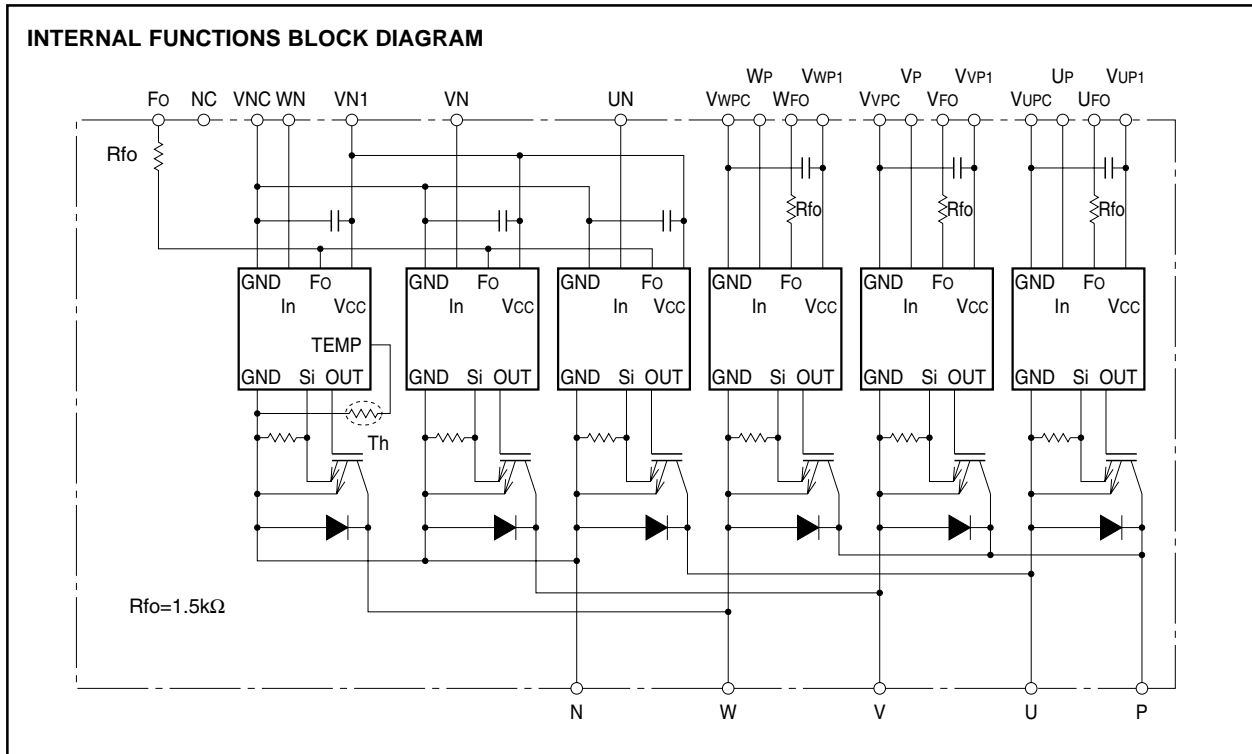 INTERNAL FUNCTIONS BLOCK DIAGRAM
WP VWP1 VP VVP1 UP VUP1
FO NC VNC WN VN1 VN UN VWPC WFO VVPC VFO VUPC UFO
Rfo
Rfo Rfo Rfo
GND FO GND FO GND FO GND FO GND FO GND FO
In VCC In VCC In VCC In VCC In VCC In VCC
TEMP
GND Si OUT GND Si OUT GND Si OUT GND Si OUT GND Si OUT GND Si OUT
Th
Rfo=1.5kΩ
N W V U P